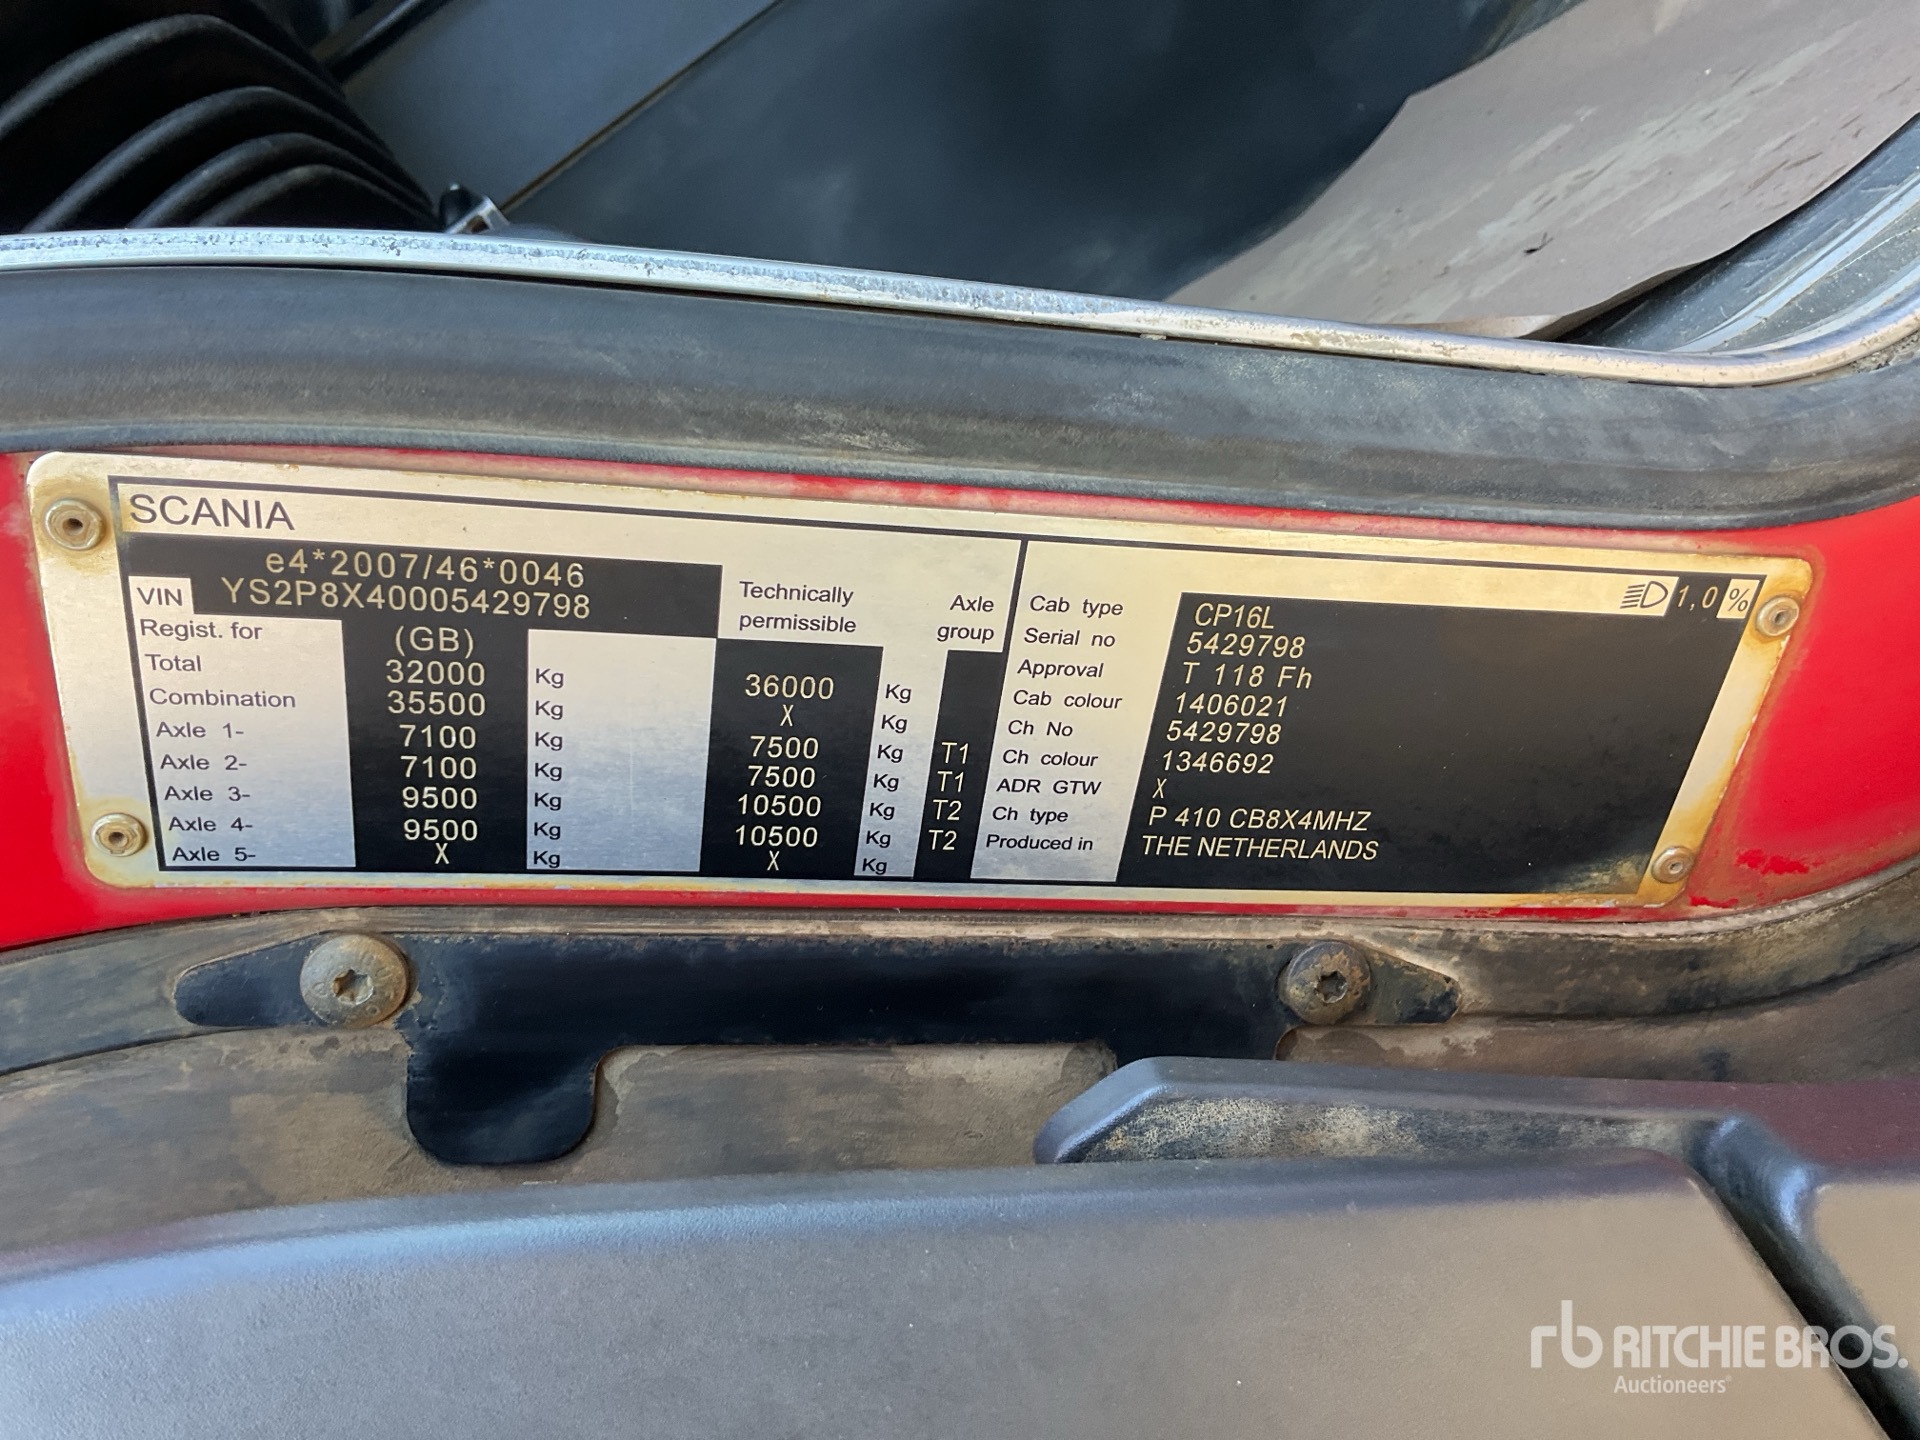 SCANIA
e4*2007/46*0046
VIN YS2P8X40005429798
Regist. for (GB)
Technically permissible Axle group
Total 32000 Kg 36000 Kg
Combination 35500 Kg X Kg
Axle 1- 7100 Kg 7500 Kg T1
Axle 2- 7100 Kg 7500 Kg T1
Axle 3- 9500 Kg 10500 Kg T2
Axle 4- 9500 Kg 10500 Kg T2
Axle 5- X Kg X Kg
1,0 %
Cab type CP16L
Serial no 5429798
Approval T 118 Fh
Cab colour 1406021
Ch No 5429798
Ch colour 1346692
ADR GTW X
Ch type P 410 CB8X4MHZ
Produced in THE NETHERLANDS
rb RITCHIE BROS.
Auctioneers